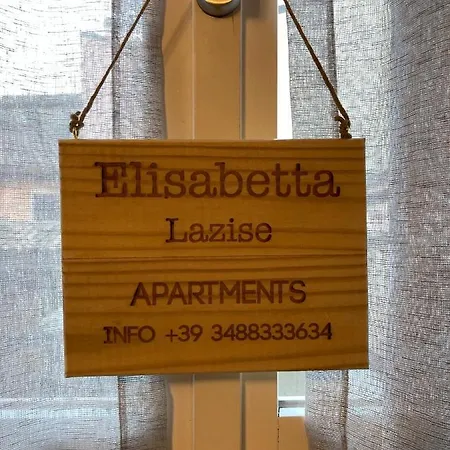 Elisabetta
Lazise
APARTMENTS
INFO +39 3488333634